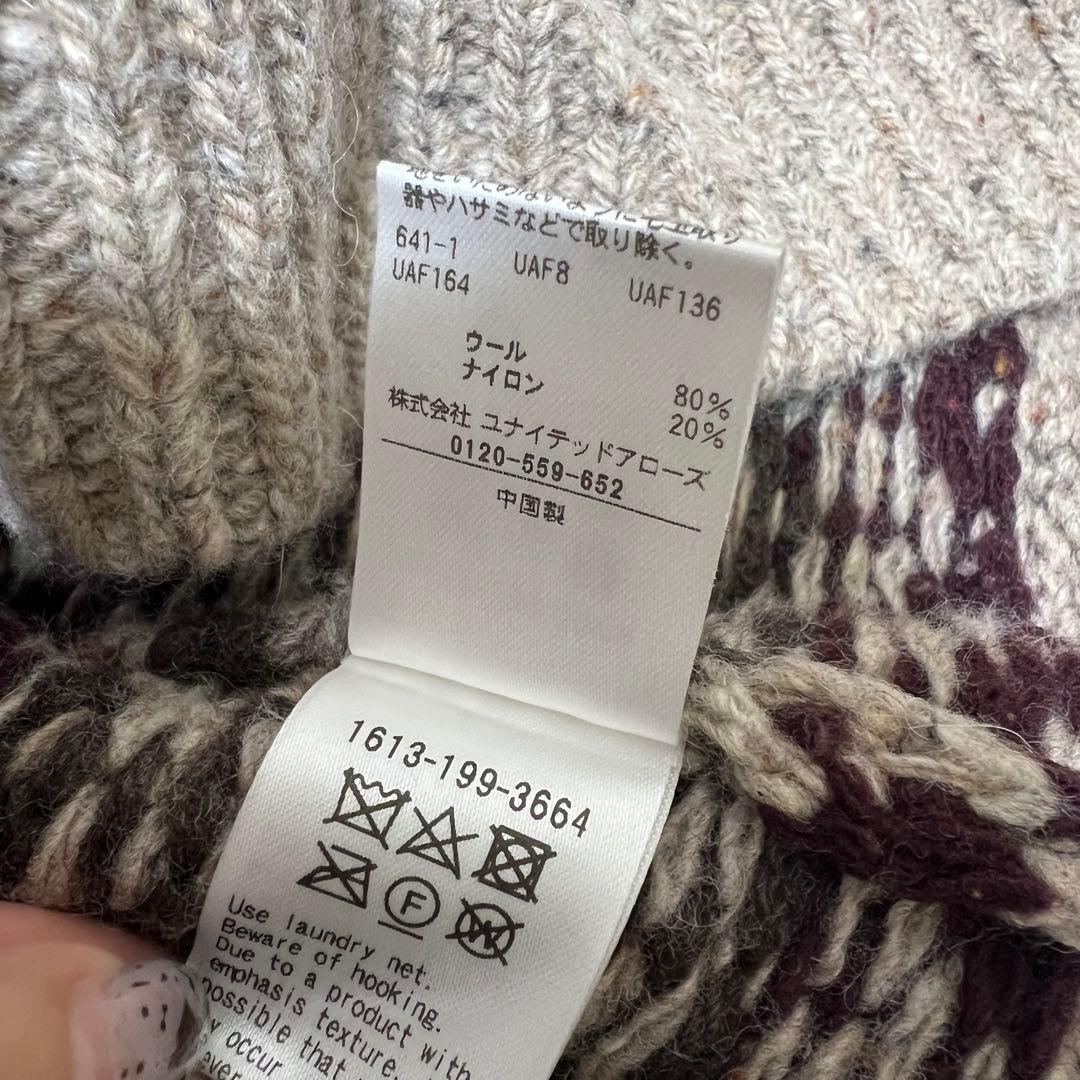 器やハサミなどで取り除く。
641-1 UAF8 UAF136
UAF164
ウール 80%
ナイロン 20%
株式会社 ユナイテッドアローズ
0120-559-652
中国製
1613-199-3664
F
W
Use laundry net.
Beware of hooking.
Due to a product with
emphasis texture,
possible that
occur